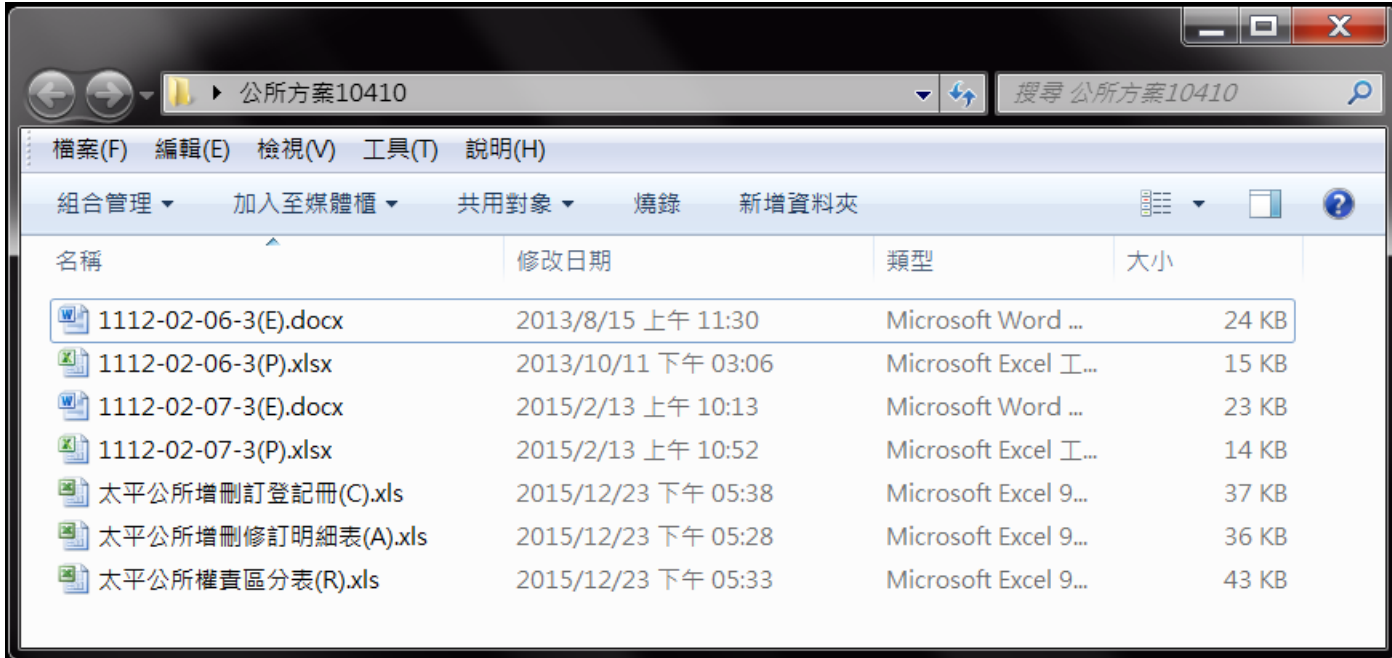 公所方案10410
搜尋 公所方案10410
檔案(F) 編輯(E) 檢視(V) 工具(T) 說明(H)
組合管理 加入至媒體櫃 共用對象 燒錄 新增資料夾
名稱 修改日期 類型 大小
1112-02-06-3(E).docx 2013/8/15 上午 11:30 Microsoft Word ... 24 KB
1112-02-06-3(P).xlsx 2013/10/11 下午 03:06 Microsoft Excel 工... 15 KB
1112-02-07-3(E).docx 2015/2/13 上午 10:13 Microsoft Word ... 23 KB
1112-02-07-3(P).xlsx 2015/2/13 上午 10:52 Microsoft Excel 工... 14 KB
太平公所增刪訂登記冊(C).xls 2015/12/23 下午 05:38 Microsoft Excel 9... 37 KB
太平公所增刪修訂明細表(A).xls 2015/12/23 下午 05:28 Microsoft Excel 9... 36 KB
太平公所權責區分表(R).xls 2015/12/23 下午 05:33 Microsoft Excel 9... 43 KB